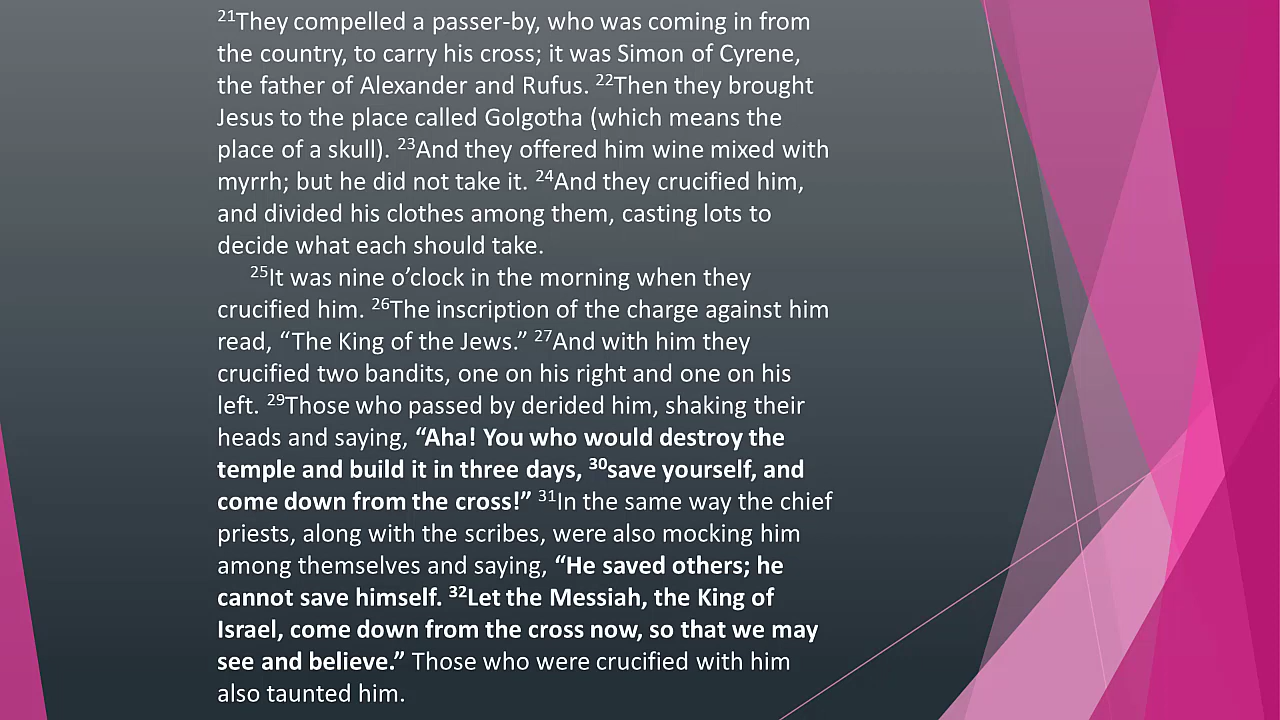 ²¹They compelled a passer-by, who was coming in from
the country, to carry his cross; it was Simon of Cyrene,
the father of Alexander and Rufus. ²²Then they brought
Jesus to the place called Golgotha (which means the
place of a skull). ²³And they offered him wine mixed with
myrrh; but he did not take it. ²⁴And they crucified him,
and divided his clothes among them, casting lots to
decide what each should take.
²⁵It was nine o’clock in the morning when they
crucified him. ²⁶The inscription of the charge against him
read, “The King of the Jews.” ²⁷And with him they
crucified two bandits, one on his right and one on his
left. ²⁹Those who passed by derided him, shaking their
heads and saying, “Aha! You who would destroy the
temple and build it in three days, ³⁰save yourself, and
come down from the cross!” ³¹In the same way the chief
priests, along with the scribes, were also mocking him
among themselves and saying, “He saved others; he
cannot save himself. ³²Let the Messiah, the King of
Israel, come down from the cross now, so that we may
see and believe.” Those who were crucified with him
also taunted him.